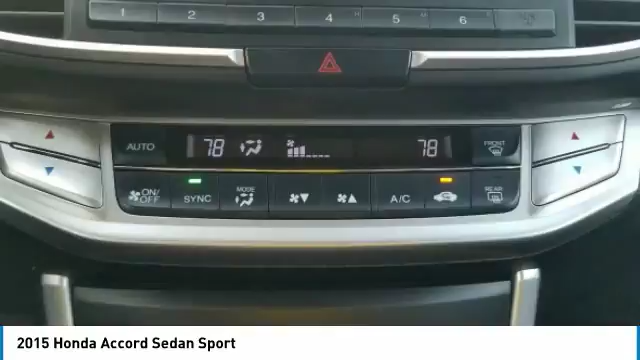 1 2 3 4 5 6
AUTO 78 78 FRONT
ON/OFF SYNC MODE A/C REAR
2015 Honda Accord Sedan Sport